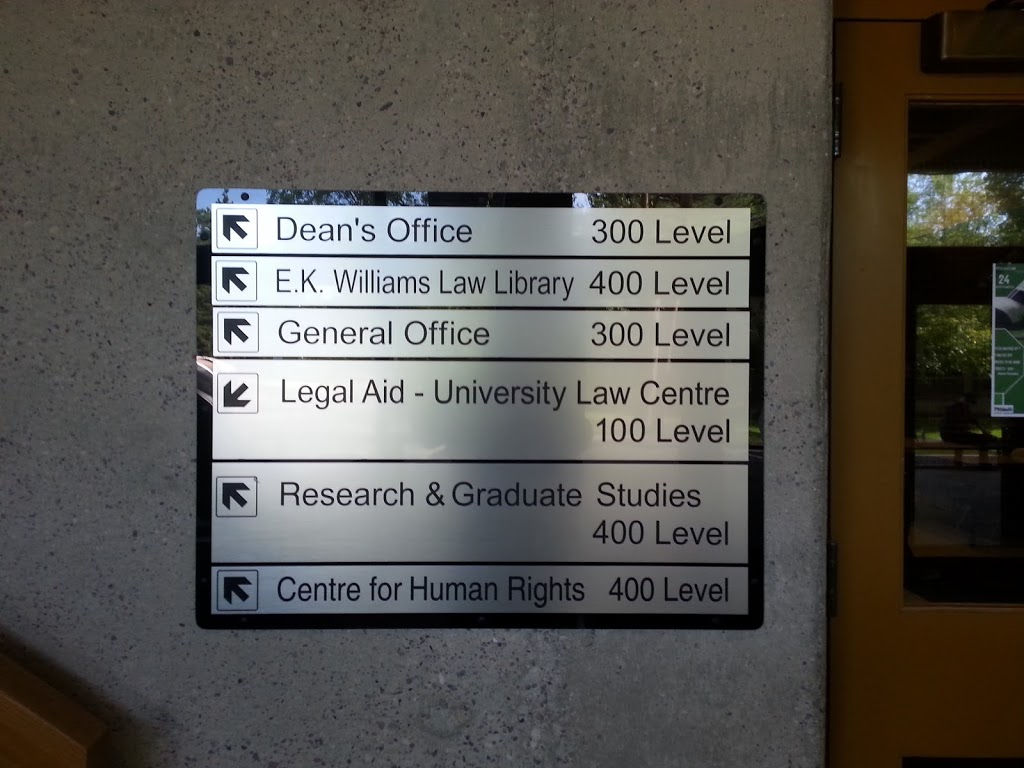 Dean's Office 300 Level
E.K. Williams Law Library 400 Level
General Office 300 Level
Legal Aid - University Law Centre
100 Level
Research & Graduate Studies
400 Level
Centre for Human Rights 400 Level
24